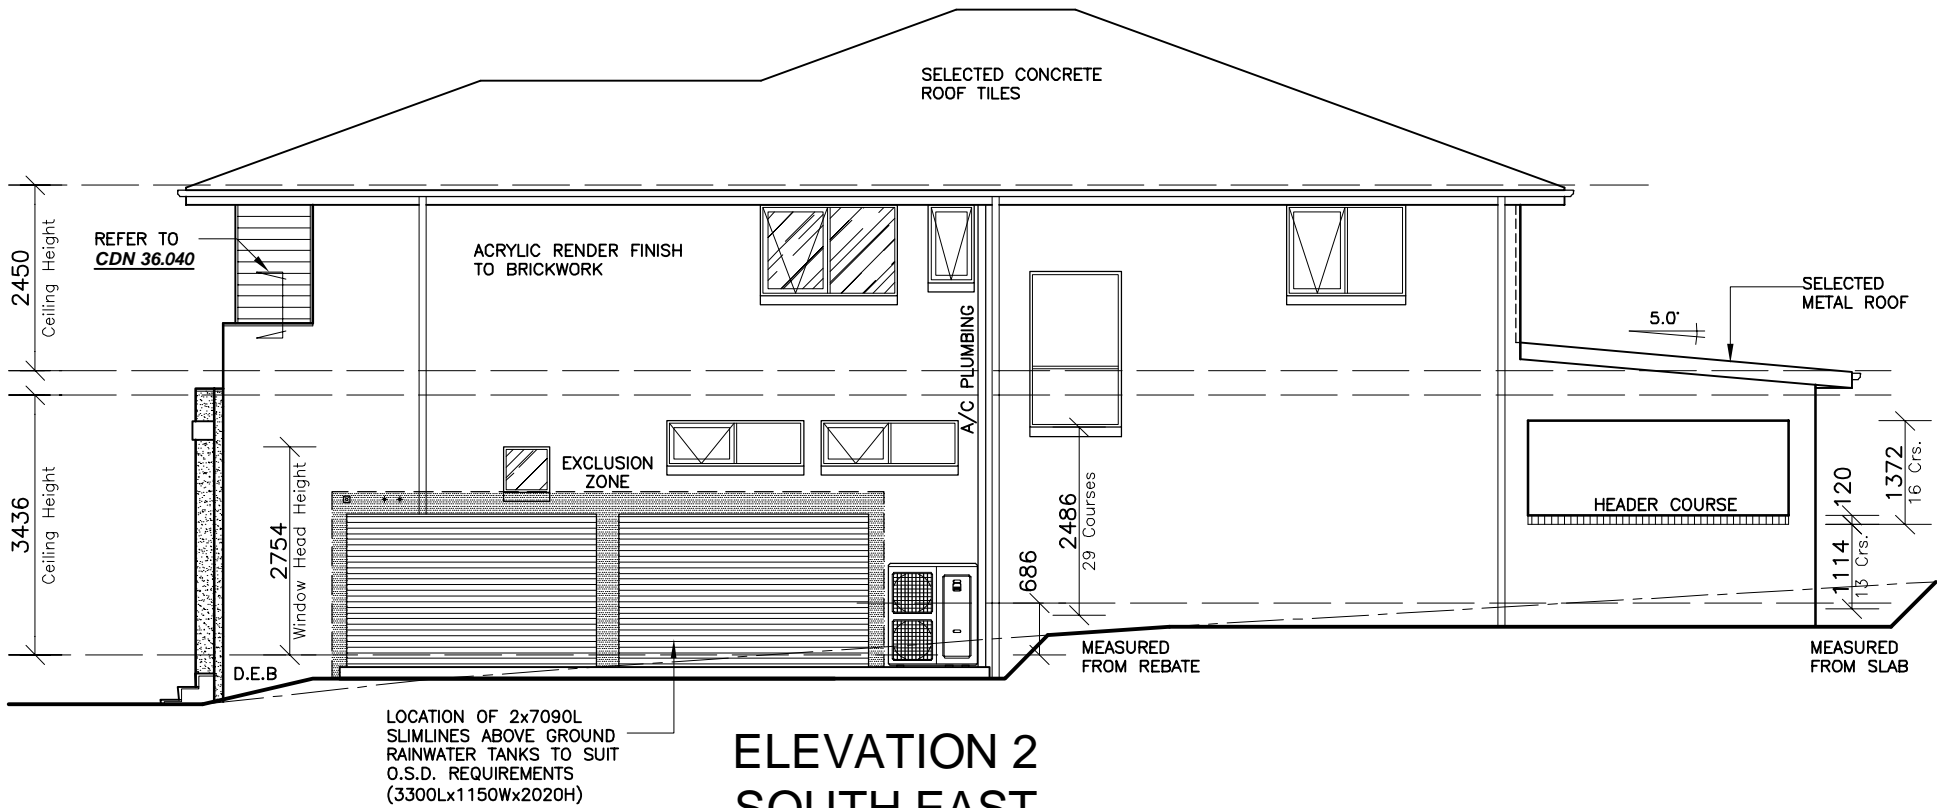 SELECTED CONCRETE
ROOF TILES
2450
Ceiling Height
REFER TO
CDN 36.040
ACRYLIC RENDER FINISH
TO BRICKWORK
A/C PLUMBING
SELECTED
METAL ROOF
5.0°
3436
Ceiling Height
2754
Window Head Height
EXCLUSION
ZONE
2486
29 Courses
686
HEADER COURSE
120
1372
16 Crs.
1114
13 Crs.
D.E.B
MEASURED
FROM REBATE
MEASURED
FROM SLAB
LOCATION OF 2x7090L
SLIMLINES ABOVE GROUND
RAINWATER TANKS TO SUIT
O.S.D. REQUIREMENTS
(3300Lx1150Wx2020H)
ELEVATION 2
SOUTH EAST